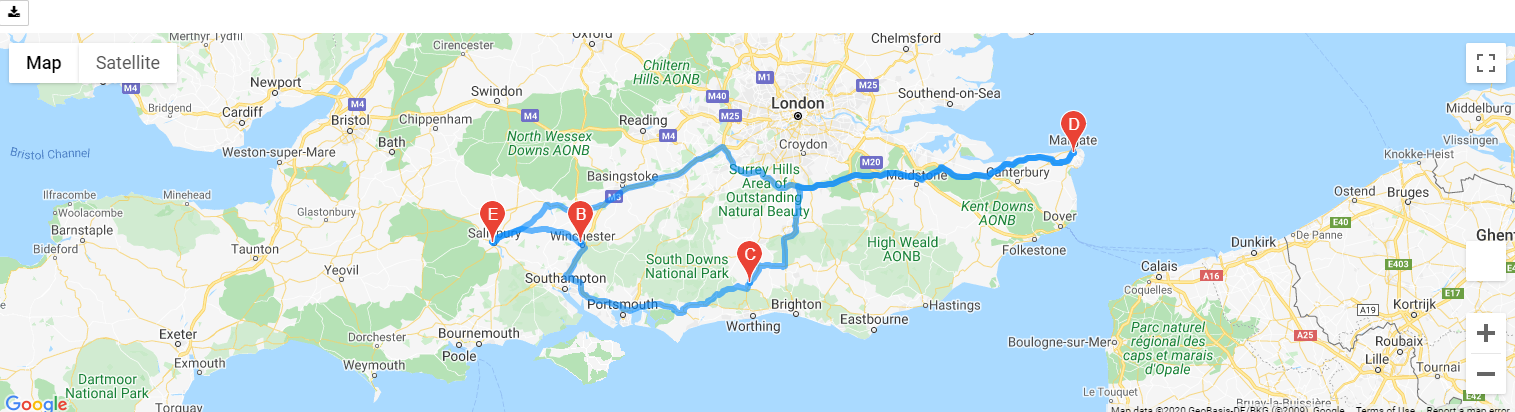 Merthyr Tydfil
Cirencester
Oxford
Chelmsford
Map
Satellite
Chiltern
Hills AONB
M1
M25
M4
Newport
Swindon
M40
Southend-on-Sea
Bridgend
Cardiff
M4
Chippenham
M4
Reading
M25
London
Middelburg
Bristol
Bath
North Wessex
Downs AONB
M4
Croydon
D
Margate
Vlissingen
Bristol Channel
Weston-super-Mare
Knokke-Heist
Basingstoke
Surrey Hills
Area of
Outstanding
Natural Beauty
M20
Maidstone
Canterbury
Ilfracombe
Minehead
M3
Ostend
Bruges
Woolacombe
Barnstaple
Glastonbury
E
B
Kent Downs
AONB
Dover
E40
Bideford
Taunton
Salisbury
Winchester
High Weald
AONB
Folkestone
De Panne
Dunkirk
Ghent
Yeovil
Southampton
South Downs
National Park
C
Calais
A16
E403
Coquelles
E17
Portsmouth
Brighton
Hastings
A19
Kortrijk
Exeter
Dorchester
Bournemouth
Worthing
Eastbourne
Parc naturel
régional des
caps et marais
d'Opale
A25
Exmouth
Poole
Boulogne-sur-Mer
Roubaix
Weymouth
Lille
Dartmoor
National Park
Tournai
Le Touquet
E42
Torquay
Bruay-la-Buissière
Google
Map data ©2020 GeoBasis-DE/BKG (©2009), Google
Terms of Use
Report a map error